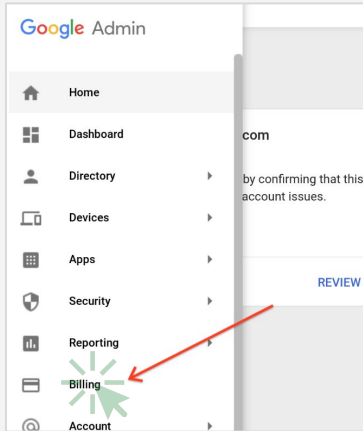 Google Admin
Home
Dashboard
com
Directory
by confirming that this
account issues.
Devices
Apps
REVIEW
Security
Reporting
Billing
Account